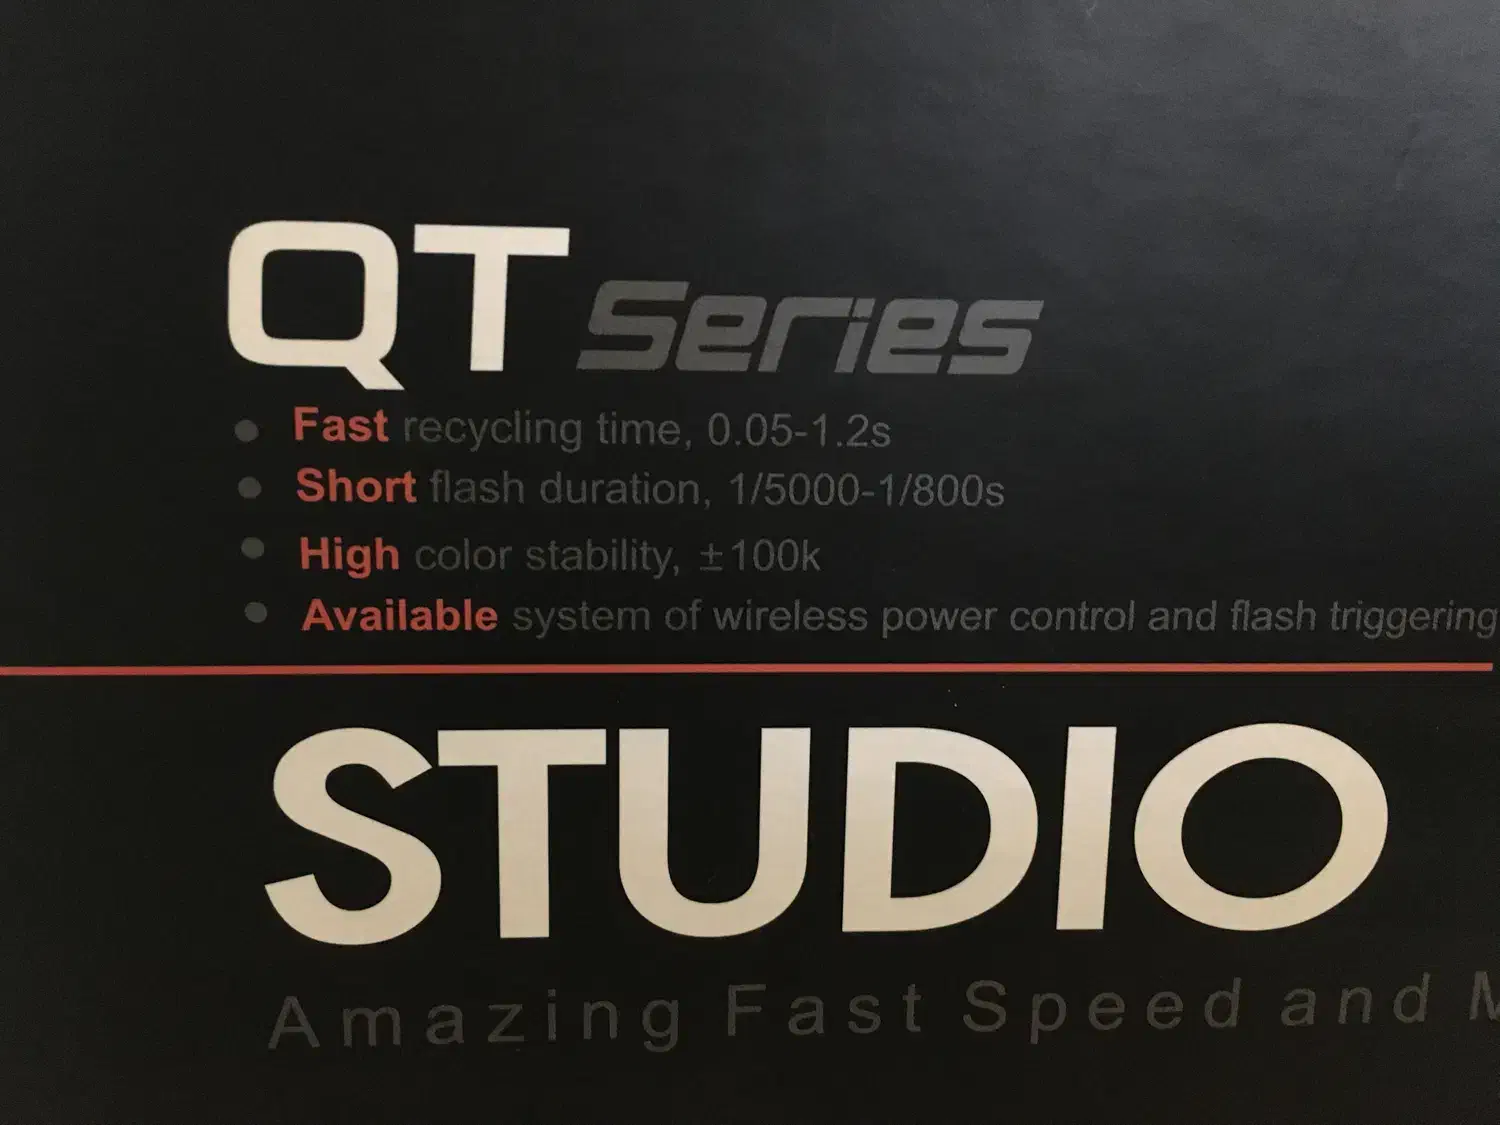 QT Series
• Fast recycling time, 0.05-1.2s
• Short flash duration, 1/5000-1/800s
• High color stability, ±100k
• Available system of wireless power control and flash triggering
STUDIO
Amazing Fast Speed and